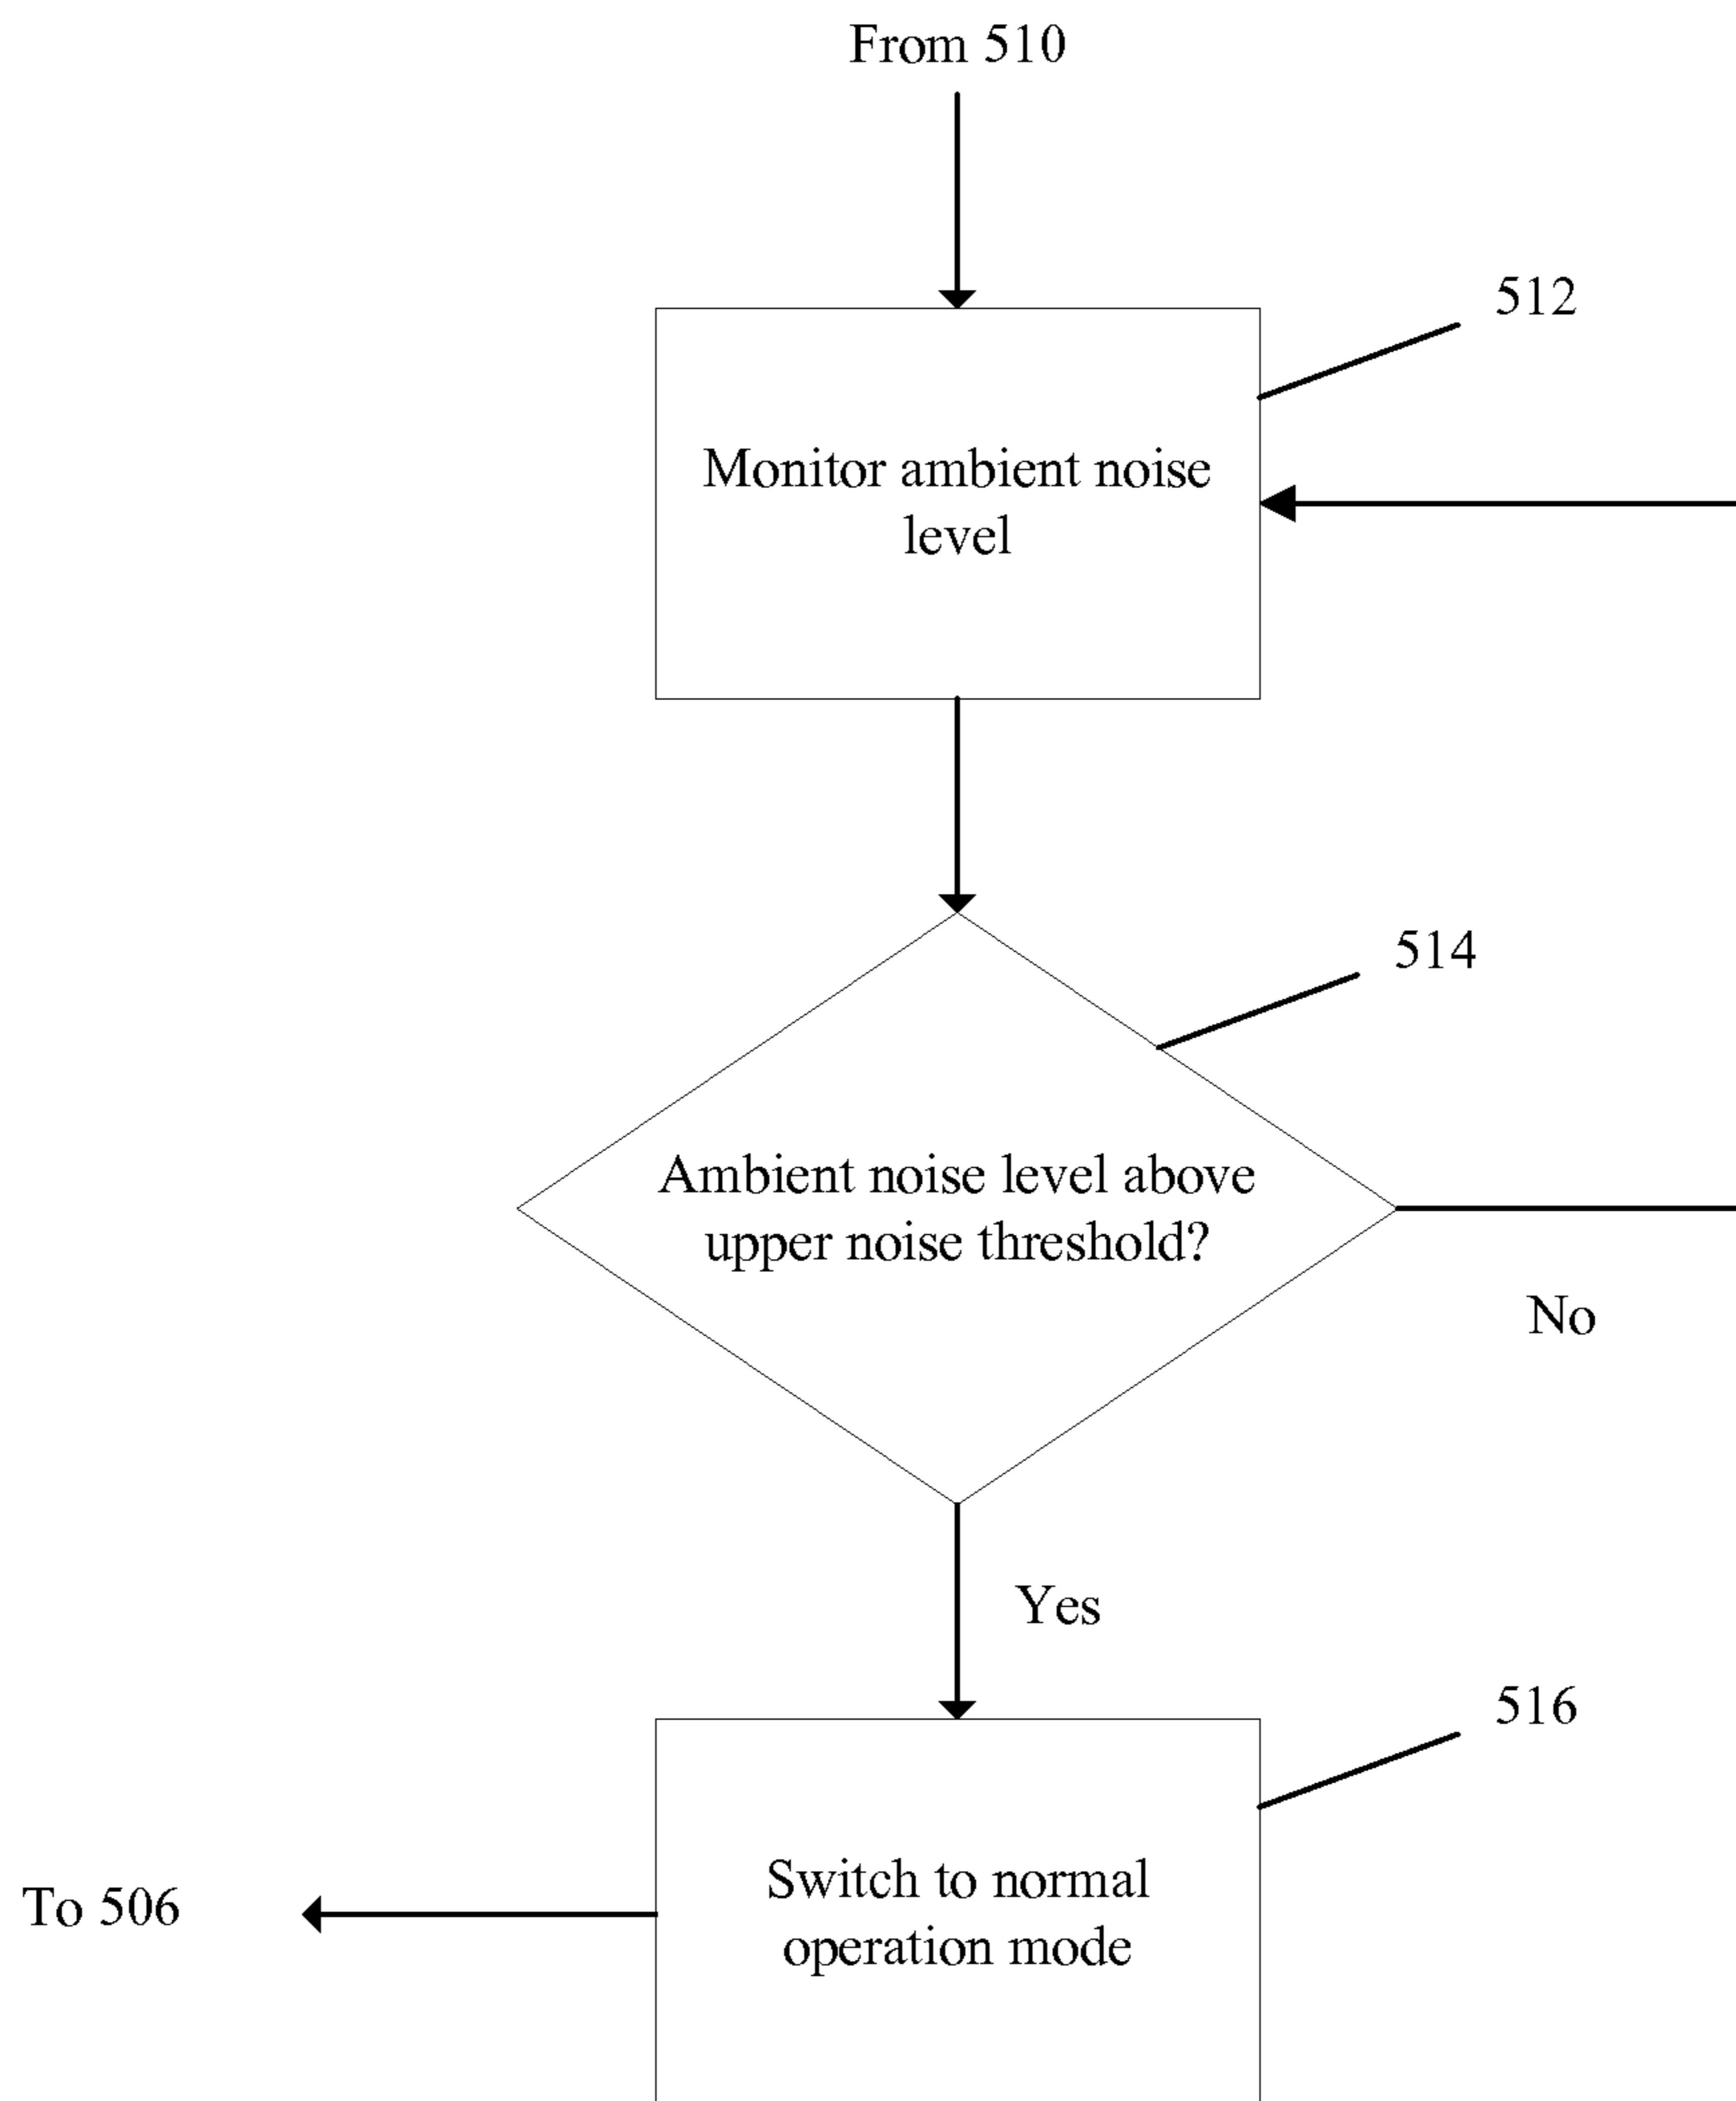 From 510
512
Monitor ambient noise
level
514
Ambient noise level above
upper noise threshold?
No
Yes
516
Switch to normal
operation mode
To 506